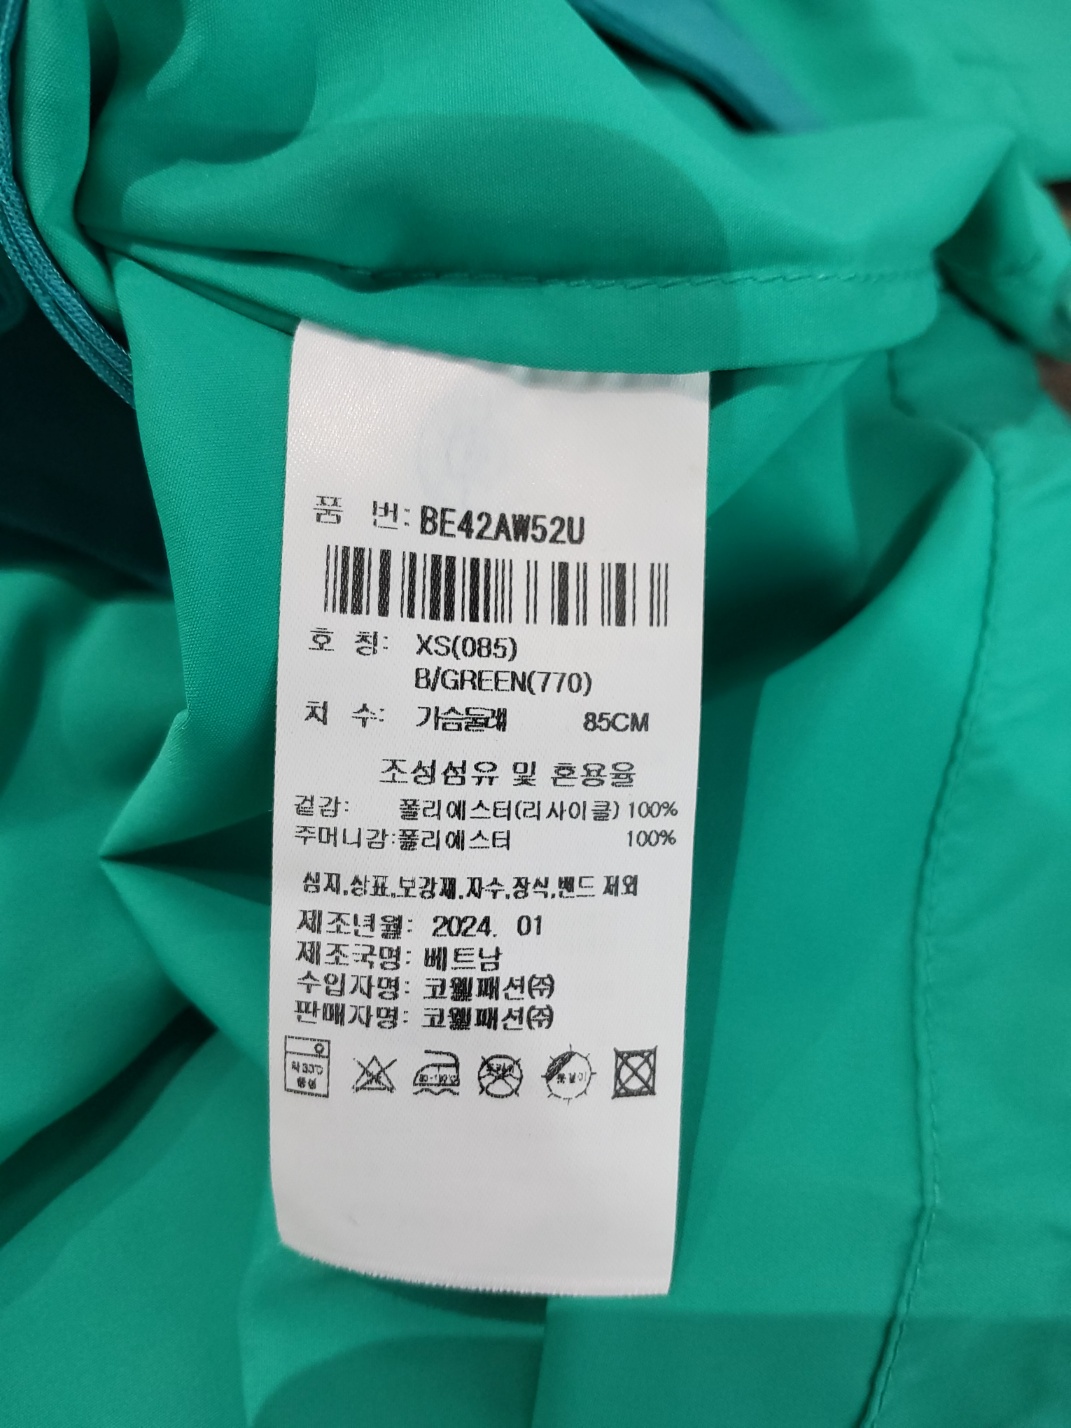 품 번: BE42AW52U
호 칭: XS(085)
B/GREEN(770)
치 수: 가슴둘레 85CM
조성섬유 및 혼용율
겉감: 폴리에스터(리사이클) 100%
주머니감:폴리에스터 100%
심지,상표,보강재,자수,장식,밴드 제외
제조년월: 2024. 01
제조국명: 베트남
수입자명: 코웰패션㈜
판매자명: 코웰패션㈜
약 30℃
중성